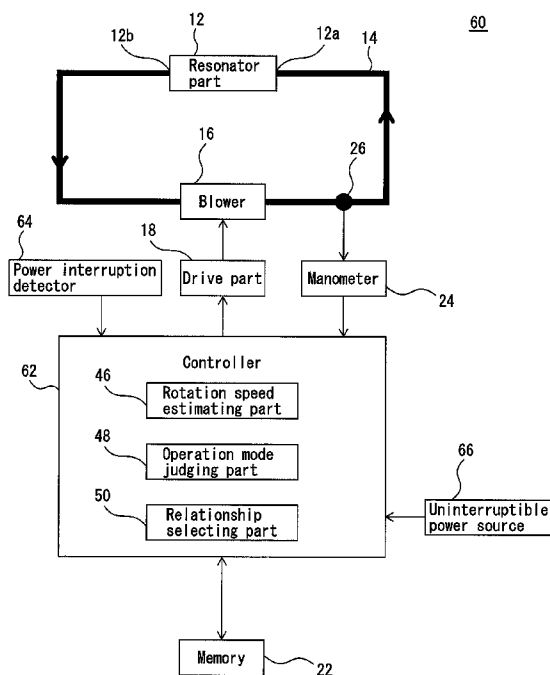 60
12
12b
12a
14
Resonator
part
16
26
Blower
64
18
Power interruption
detector
Drive part
Manometer
24
62
Controller
46
Rotation speed
estimating part
48
Operation mode
judging part
66
50
Relationship
selecting part
Uninterruptible
power source
Memory
22